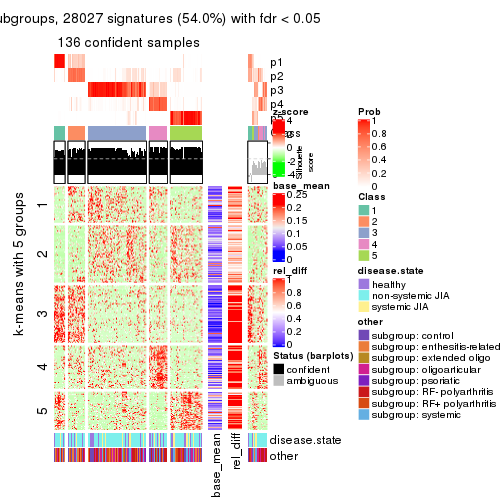 subgroups, 28027 signatures (54.0%) with fdr < 0.05
136 confident samples
p1
p2
p3
p4
Silhouette
score
k-means with 5 groups
1
2
3
4
5
z-score
4
2
0
-2
-4
base_mean
0.25
0.2
0.15
0.1
0.05
0
rel_diff
1
0.8
0.6
0.4
0.2
0
Status (barplots)
confident
ambiguous
Prob
1
0.8
0.6
0.4
0.2
0
Class
1
2
3
4
5
disease.state
healthy
non-systemic JIA
systemic JIA
other
subgroup: control
subgroup: enthesitis-related
subgroup: extended oligo
subgroup: oligoarticular
subgroup: psoriatic
subgroup: RF- polyarthritis
subgroup: RF+ polyarthritis
subgroup: systemic
disease.state
other
base_mean
rel_diff